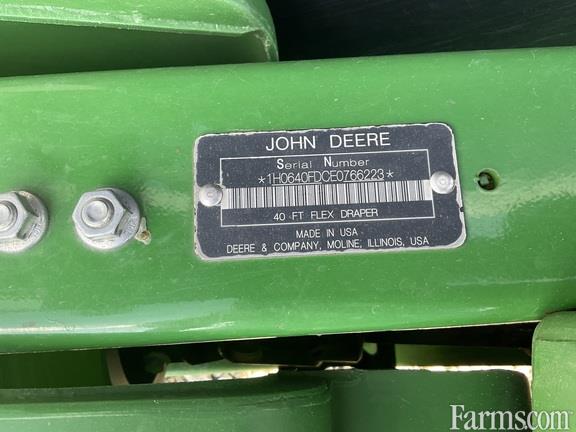 JOHN DEERE
Serial Number
*1H0640FDCE0766223*
40 FT FLEX DRAPER
MADE IN USA
DEERE & COMPANY, MOLINE, ILLINOIS, USA
Farms.com